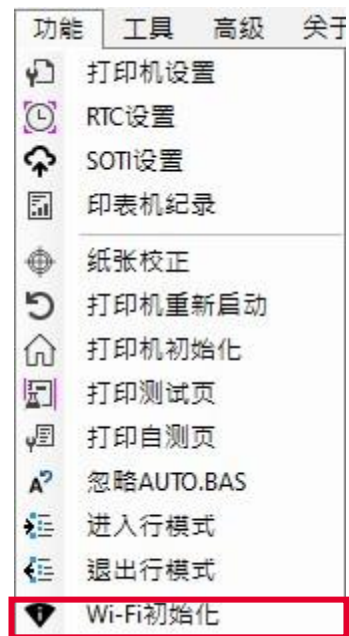 功能 工具 高级 关于
打印机设置
RTC设置
SOTI设置
印表机纪录
纸张校正
打印机重新启动
打印机初始化
打印测试页
打印自测页
忽略AUTO.BAS
进入行模式
退出行模式
Wi-Fi初始化